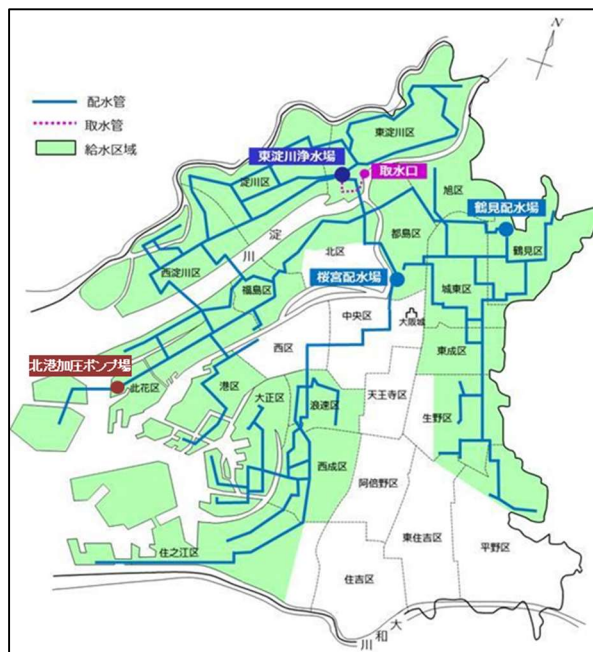 N
配水管
取水管
給水区域
東淀川区
東淀川浄水場
取水口
淀川区
旭区
鶴見配水場
淀
川
都島区
鶴見区
北区
西淀川区
福島区
桜宮配水場
城東区
中央区
大阪城
西区
東成区
北港加圧ポンプ場
此花区
港区
大正区
浪速区
天王寺区
生野区
西成区
阿倍野区
住之江区
東住吉区
平野区
住吉区
大
和
川